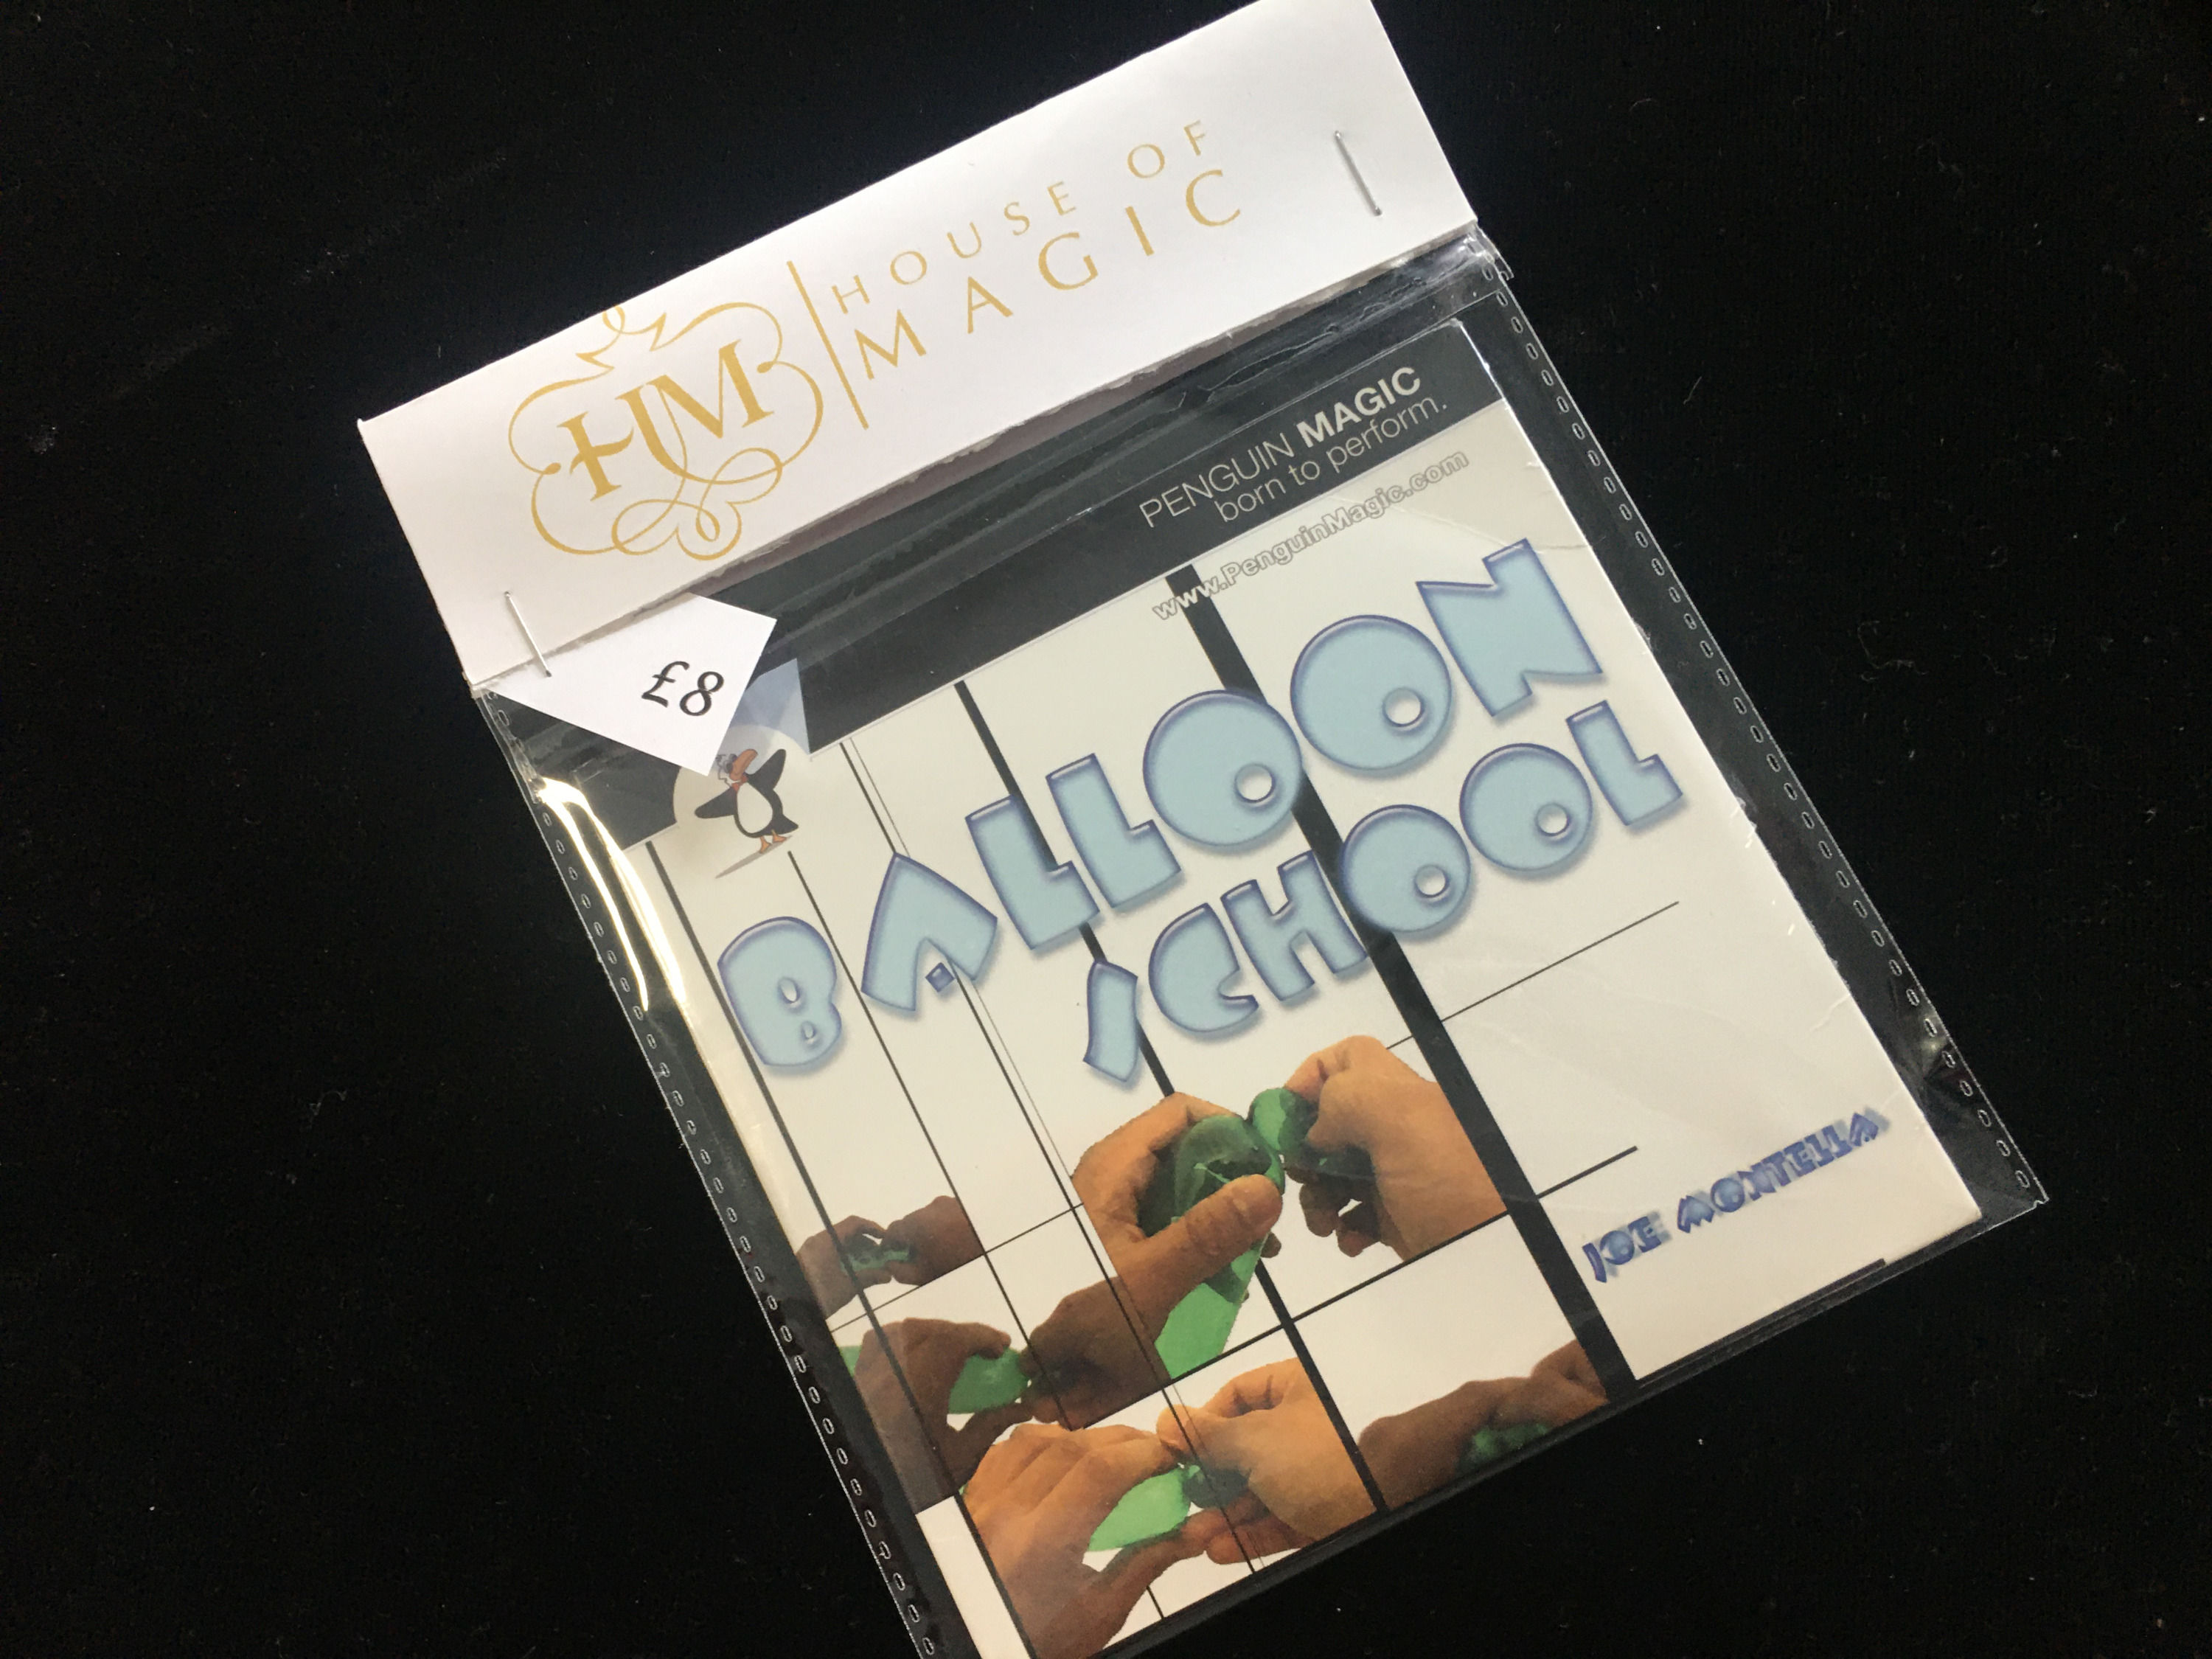 HM
HOUSE OF
MAGIC
£8
PENGUIN MAGIC
born to perform.
www.PenguinMagic.com
BALLOON
SCHOOL
JOE MONTELLA